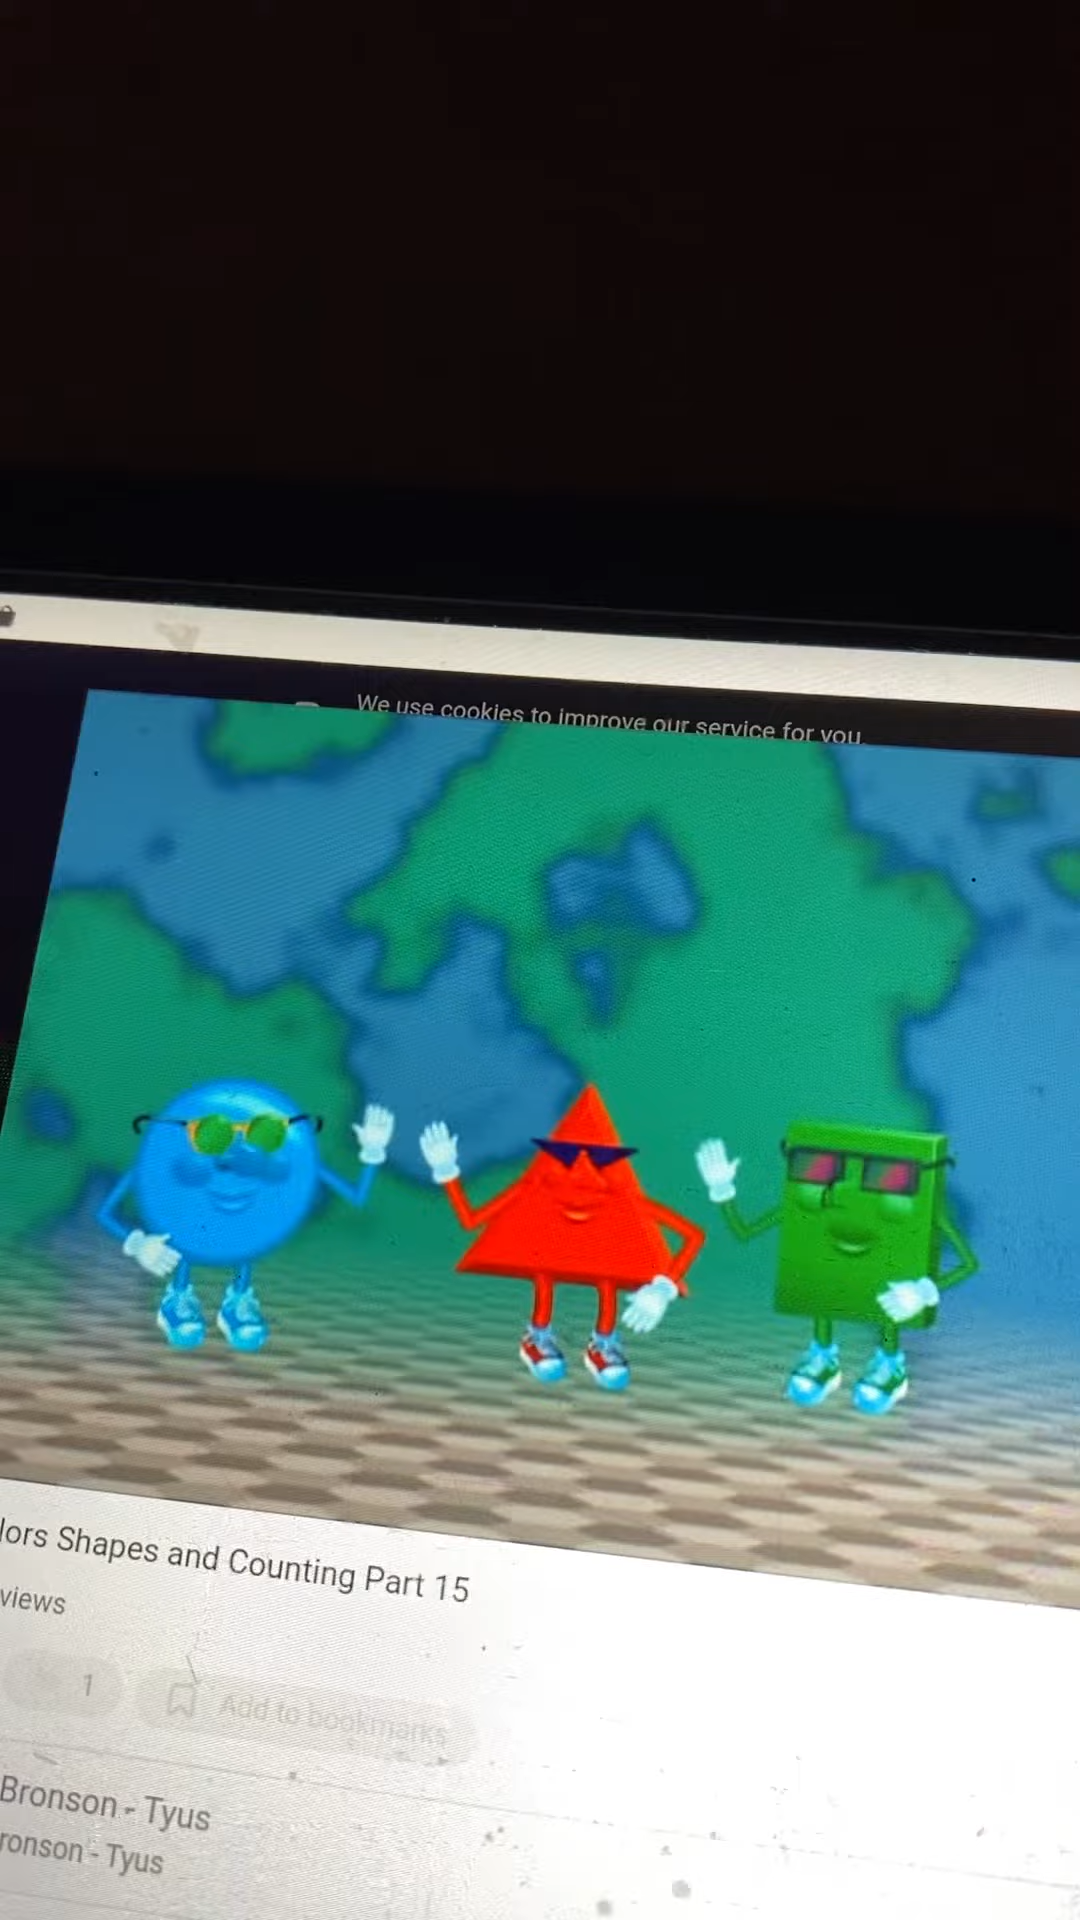 We use cookies to improve our service for you.
lors Shapes and Counting Part 15
views
1
Add to bookmarks
Bronson - Tyus
ronson - Tyus